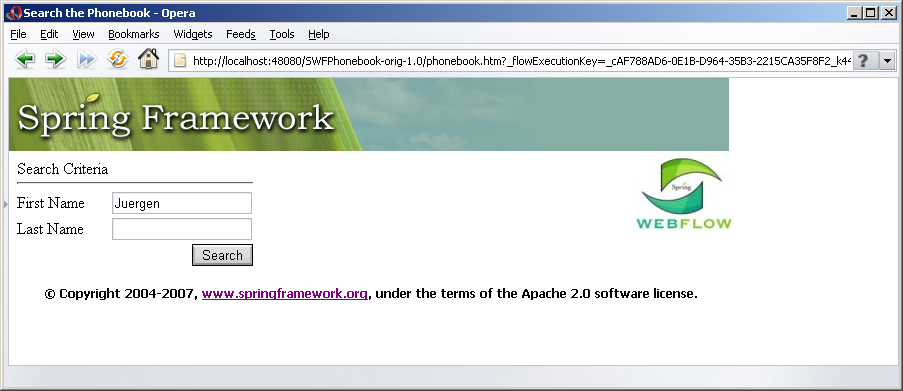 Search the Phonebook - Opera
File Edit View Bookmarks Widgets Feeds Tools Help
http://localhost:48080/SWFPhonebook-orig-1.0/phonebook.htm?_flowExecutionKey=_cAF788AD6-0E1B-D964-35B3-2215CA35F8F2_k44 ?
Spring Framework
Search Criteria
Spring
WEBFLOW
First Name Juergen
Last Name
Search
© Copyright 2004-2007, www.springframework.org, under the terms of the Apache 2.0 software license.